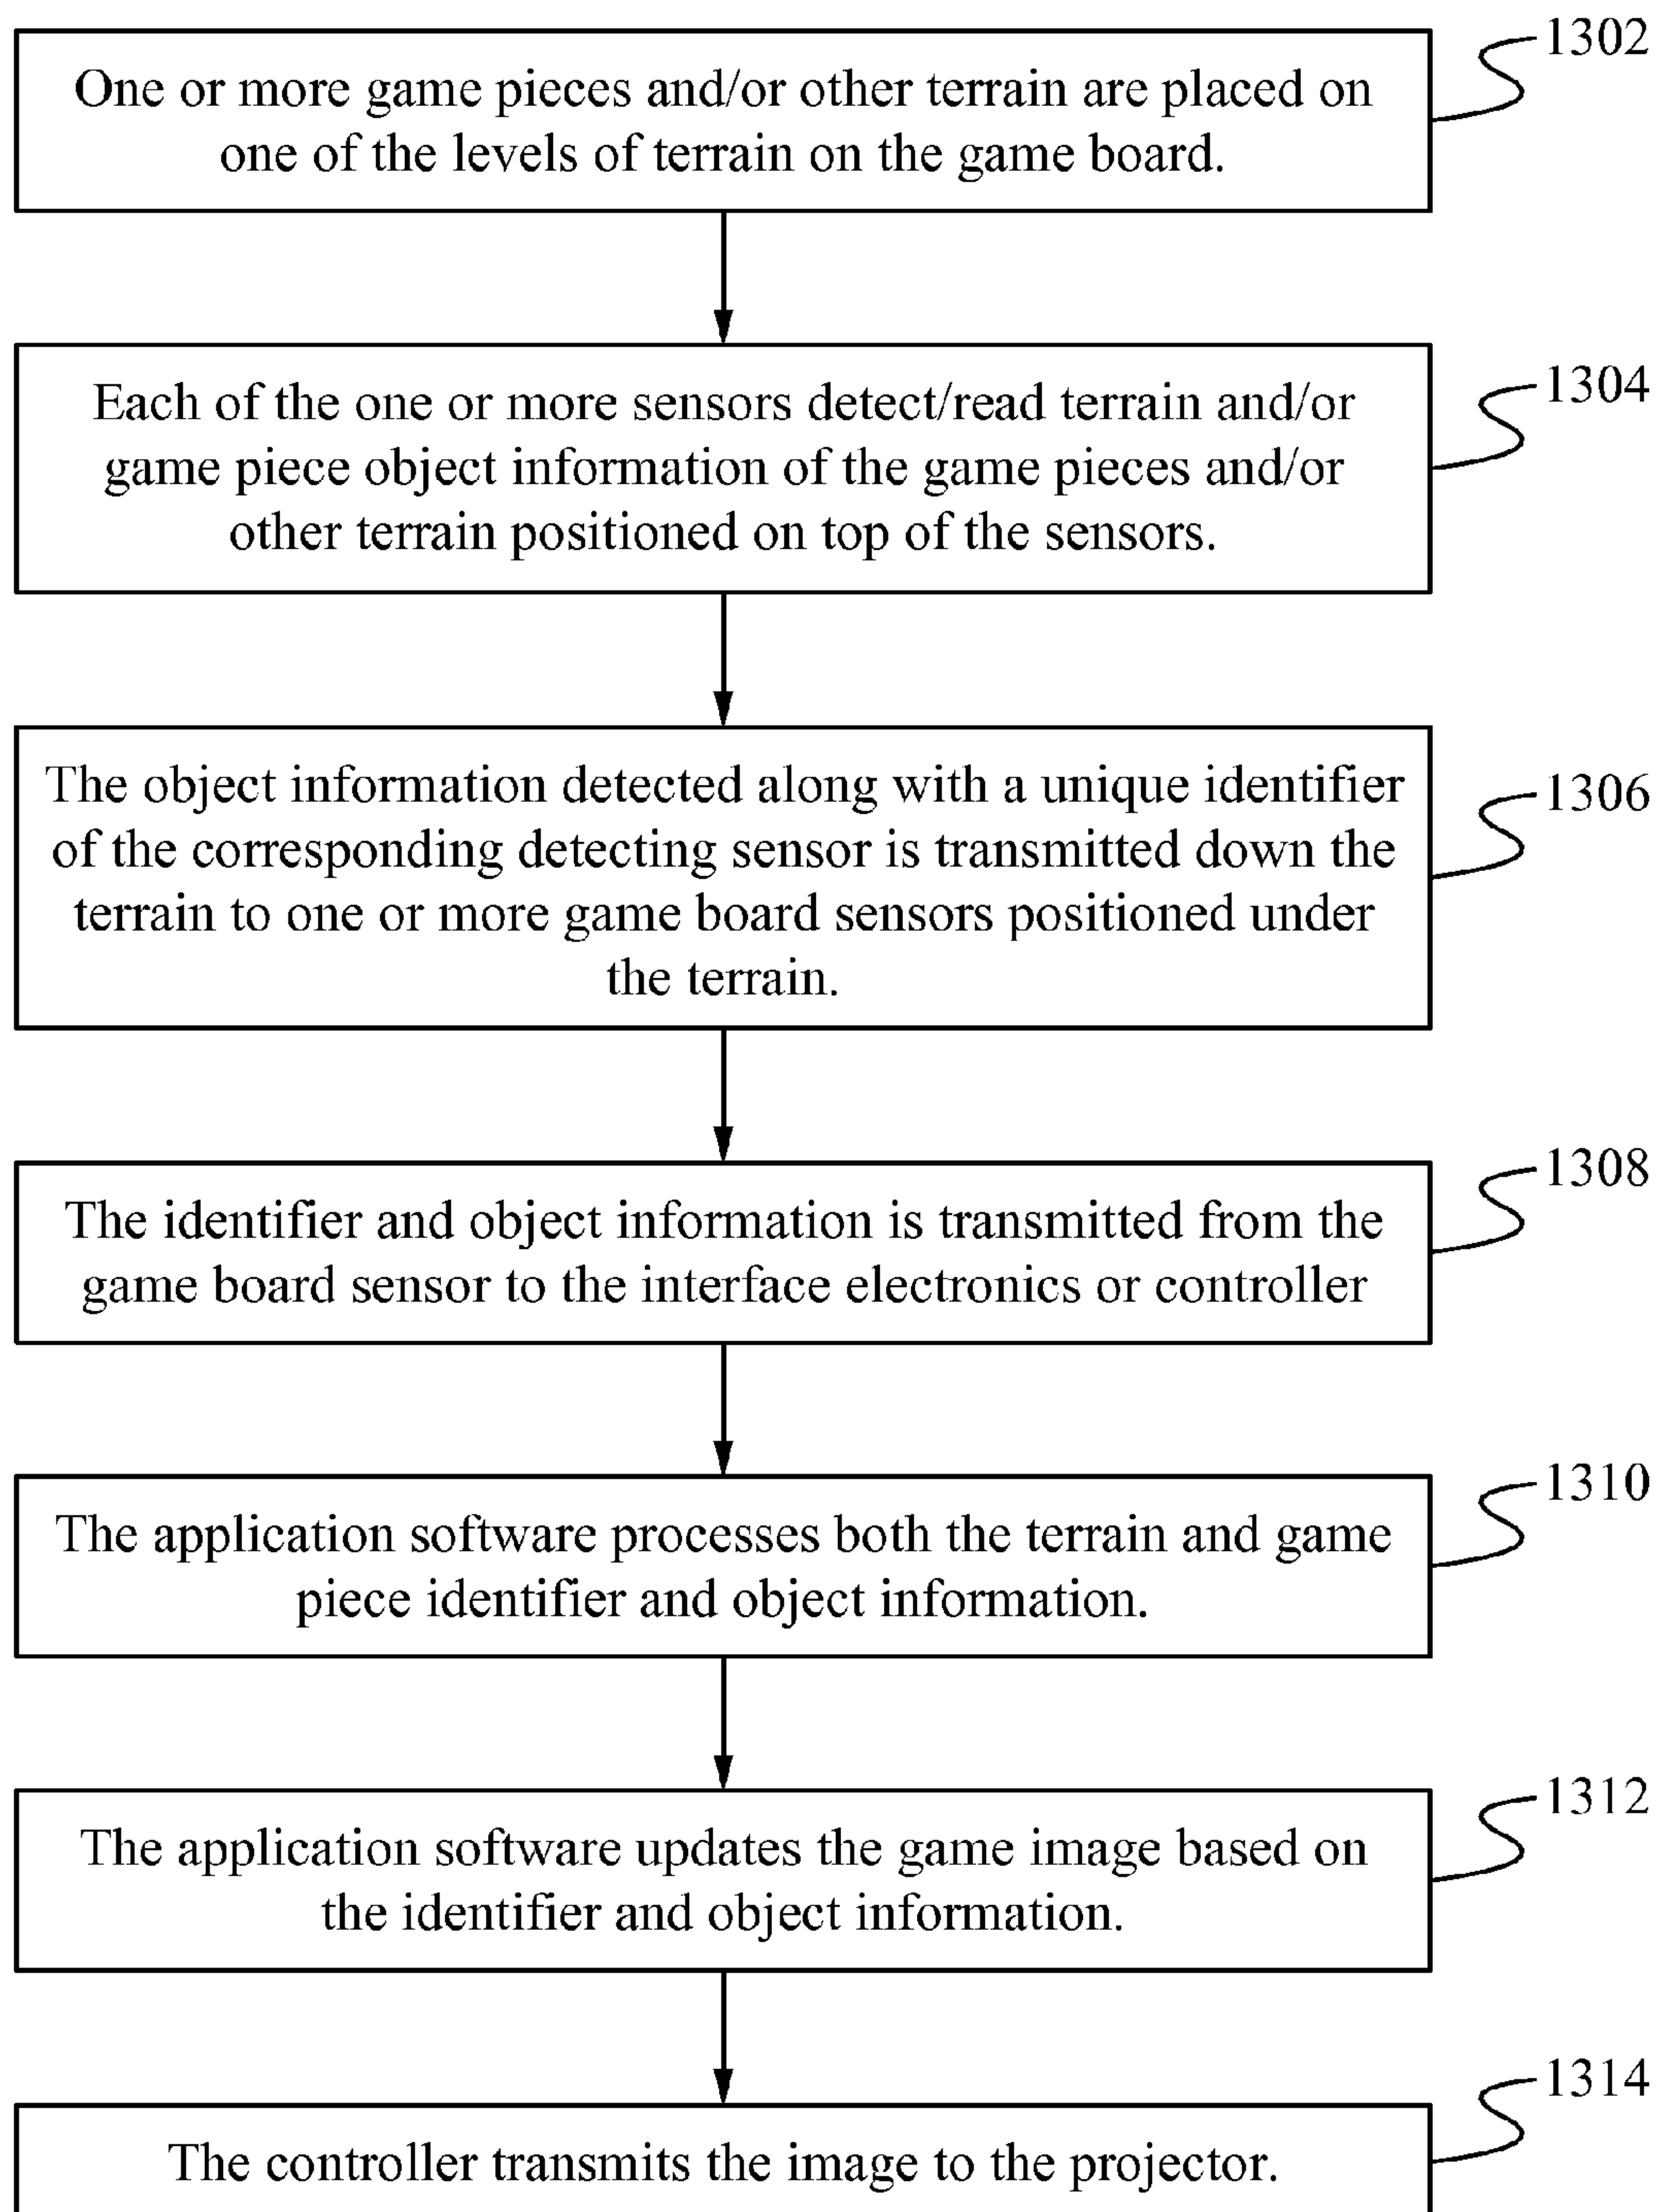 1302
One or more game pieces and/or other terrain are placed on
one of the levels of terrain on the game board.
1304
Each of the one or more sensors detect/read terrain and/or
game piece object information of the game pieces and/or
other terrain positioned on top of the sensors.
1306
The object information detected along with a unique identifier
of the corresponding detecting sensor is transmitted down the
terrain to one or more game board sensors positioned under
the terrain.
1308
The identifier and object information is transmitted from the
game board sensor to the interface electronics or controller
1310
The application software processes both the terrain and game
piece identifier and object information.
1312
The application software updates the game image based on
the identifier and object information.
1314
The controller transmits the image to the projector.